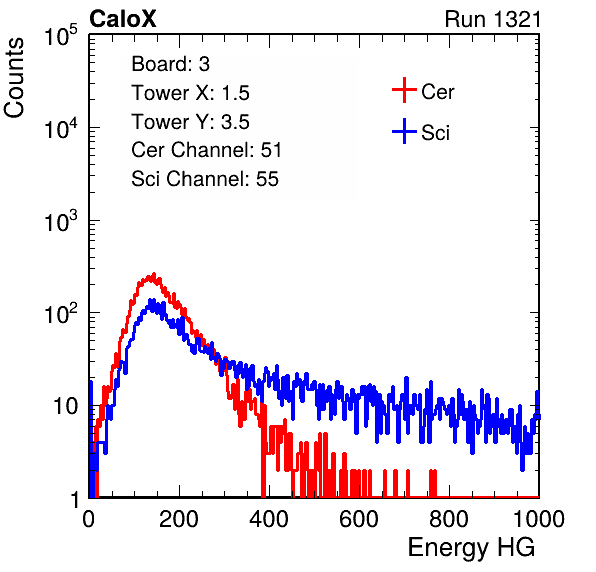 CaloX Run 1321
Counts
10^5
10^4
10^3
10^2
10
1
Board: 3
Tower X: 1.5
Tower Y: 3.5
Cer Channel: 51
Sci Channel: 55
Cer
Sci
0 200 400 600 800 1000
Energy HG